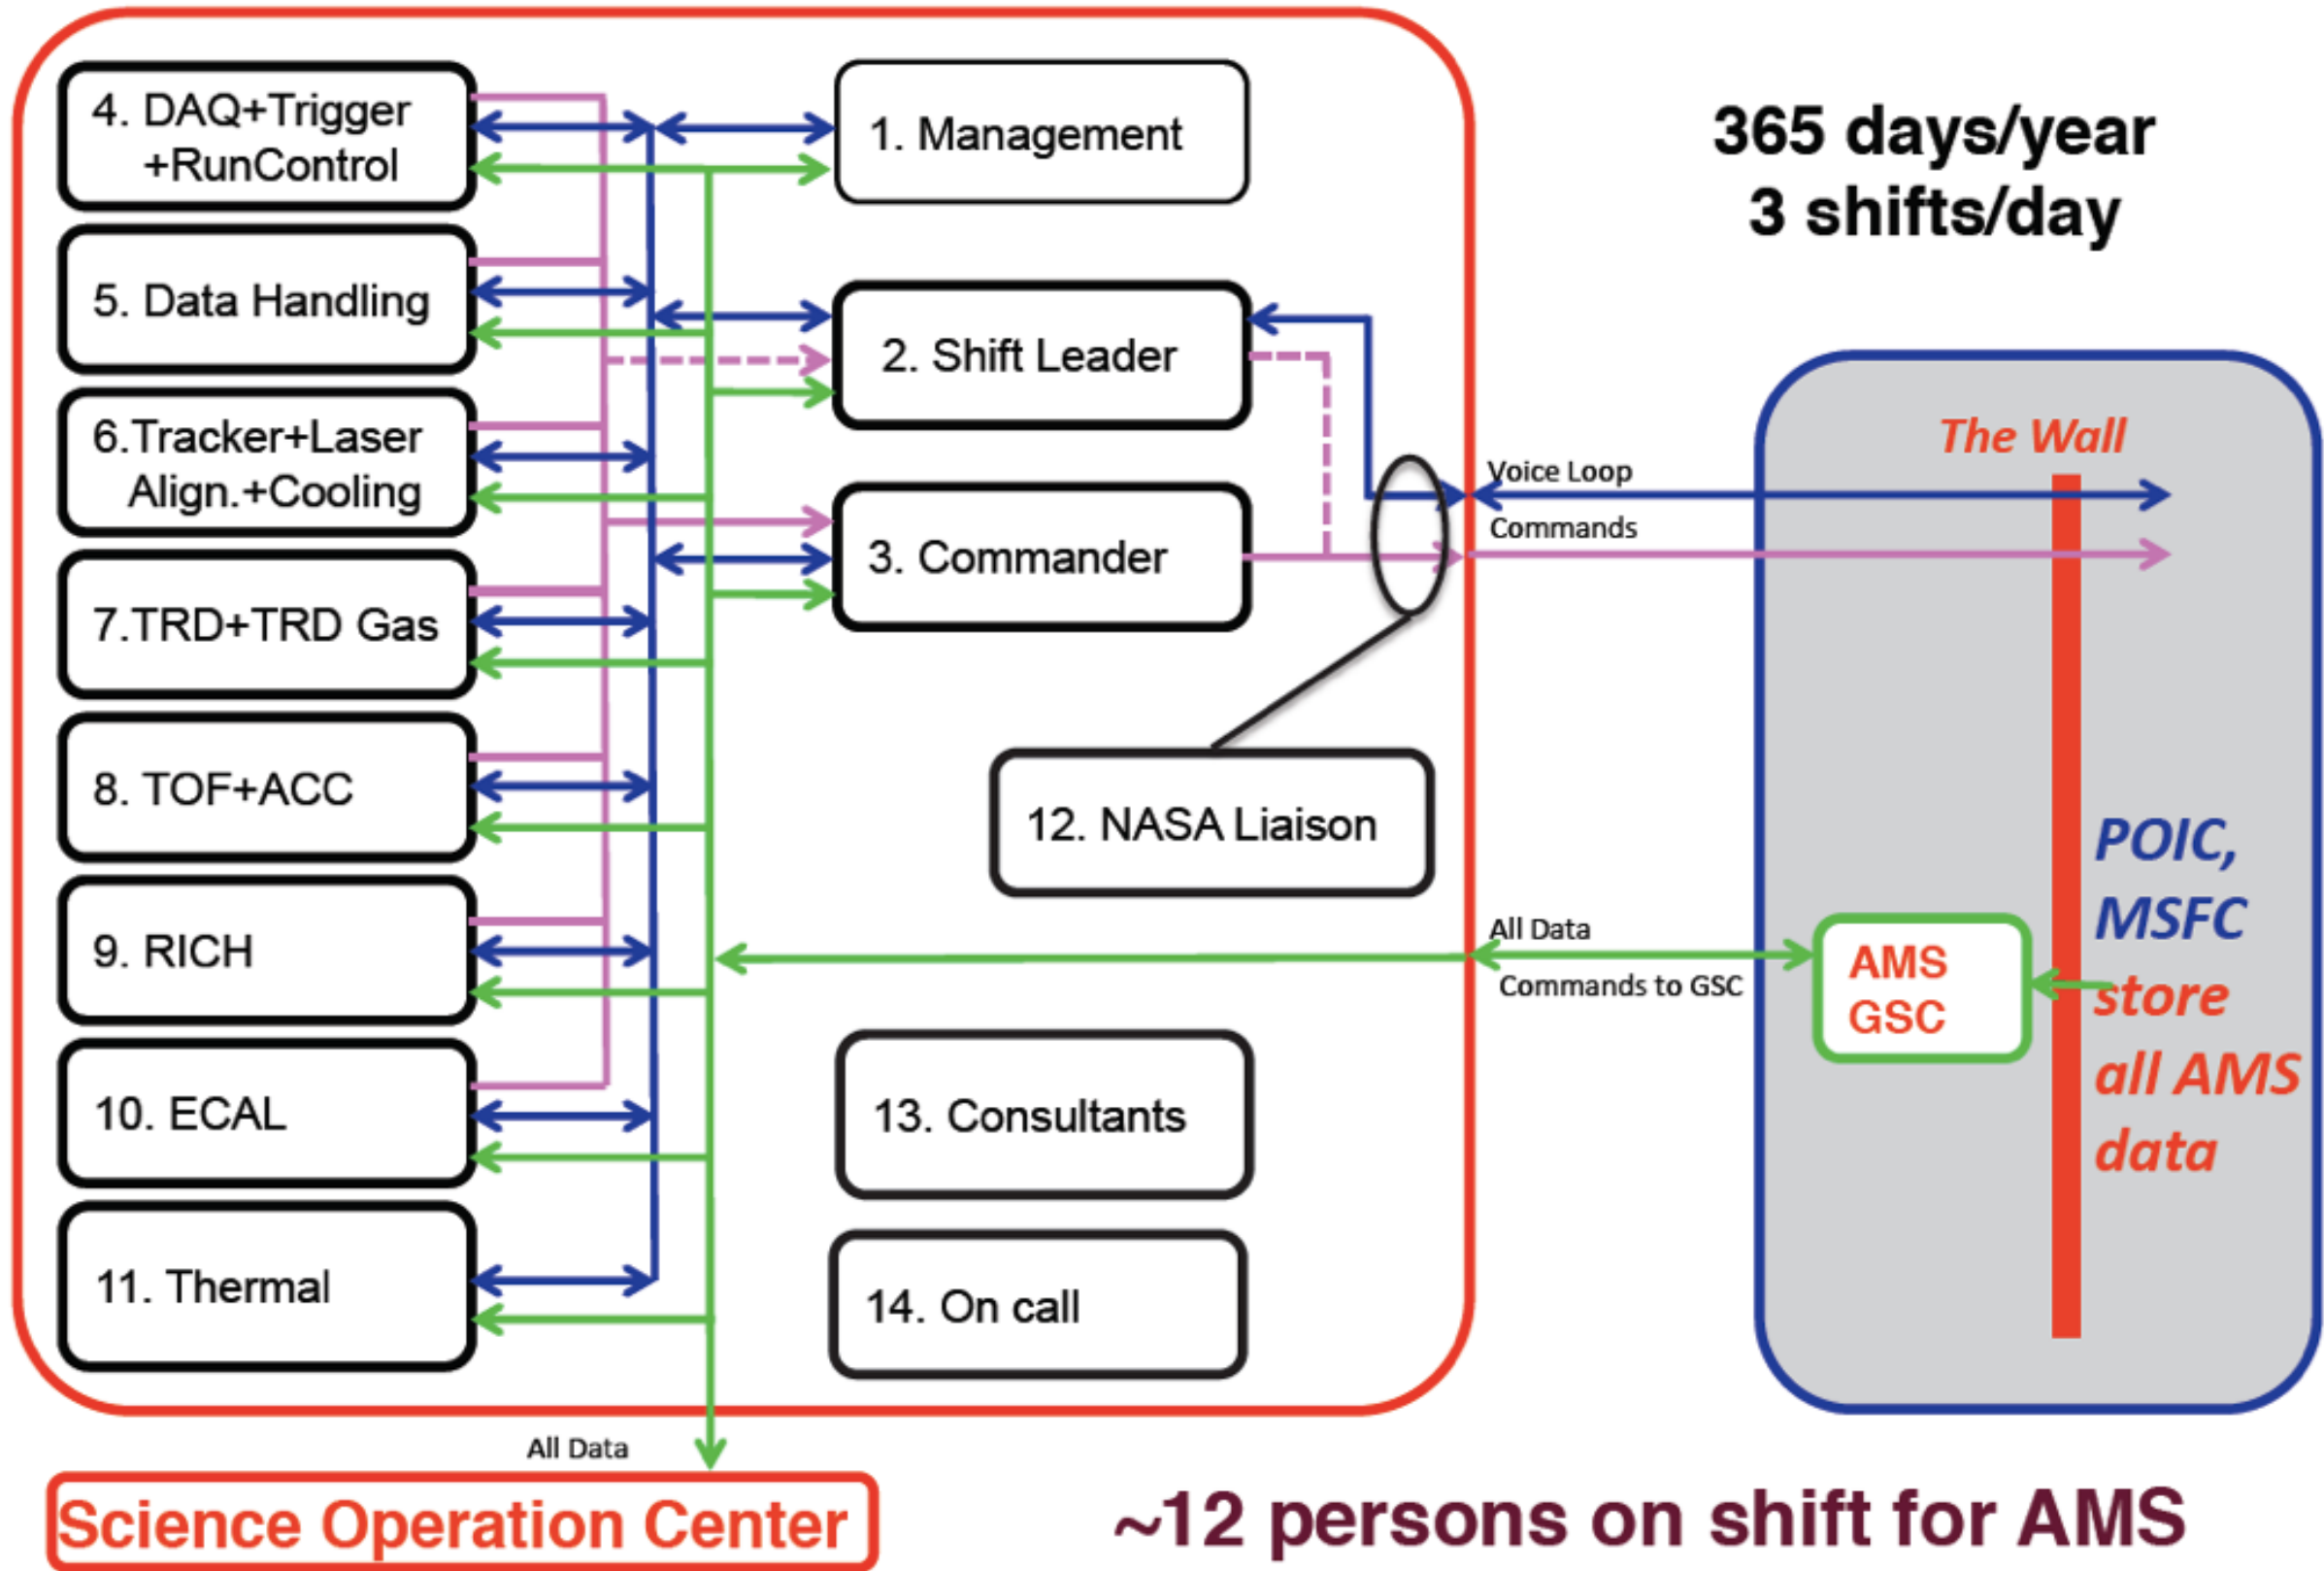 4. DAQ+Trigger
+RunControl
5. Data Handling
6.Tracker+Laser
Align.+Cooling
7.TRD+TRD Gas
8. TOF+ACC
9. RICH
10. ECAL
11. Thermal
1. Management
2. Shift Leader
3. Commander
12. NASA Liaison
13. Consultants
14. On call
365 days/year
3 shifts/day
Voice Loop
Commands
All Data
Commands to GSC
The Wall
AMS
GSC
POIC,
MSFC
store
all AMS
data
All Data
Science Operation Center
~12 persons on shift for AMS